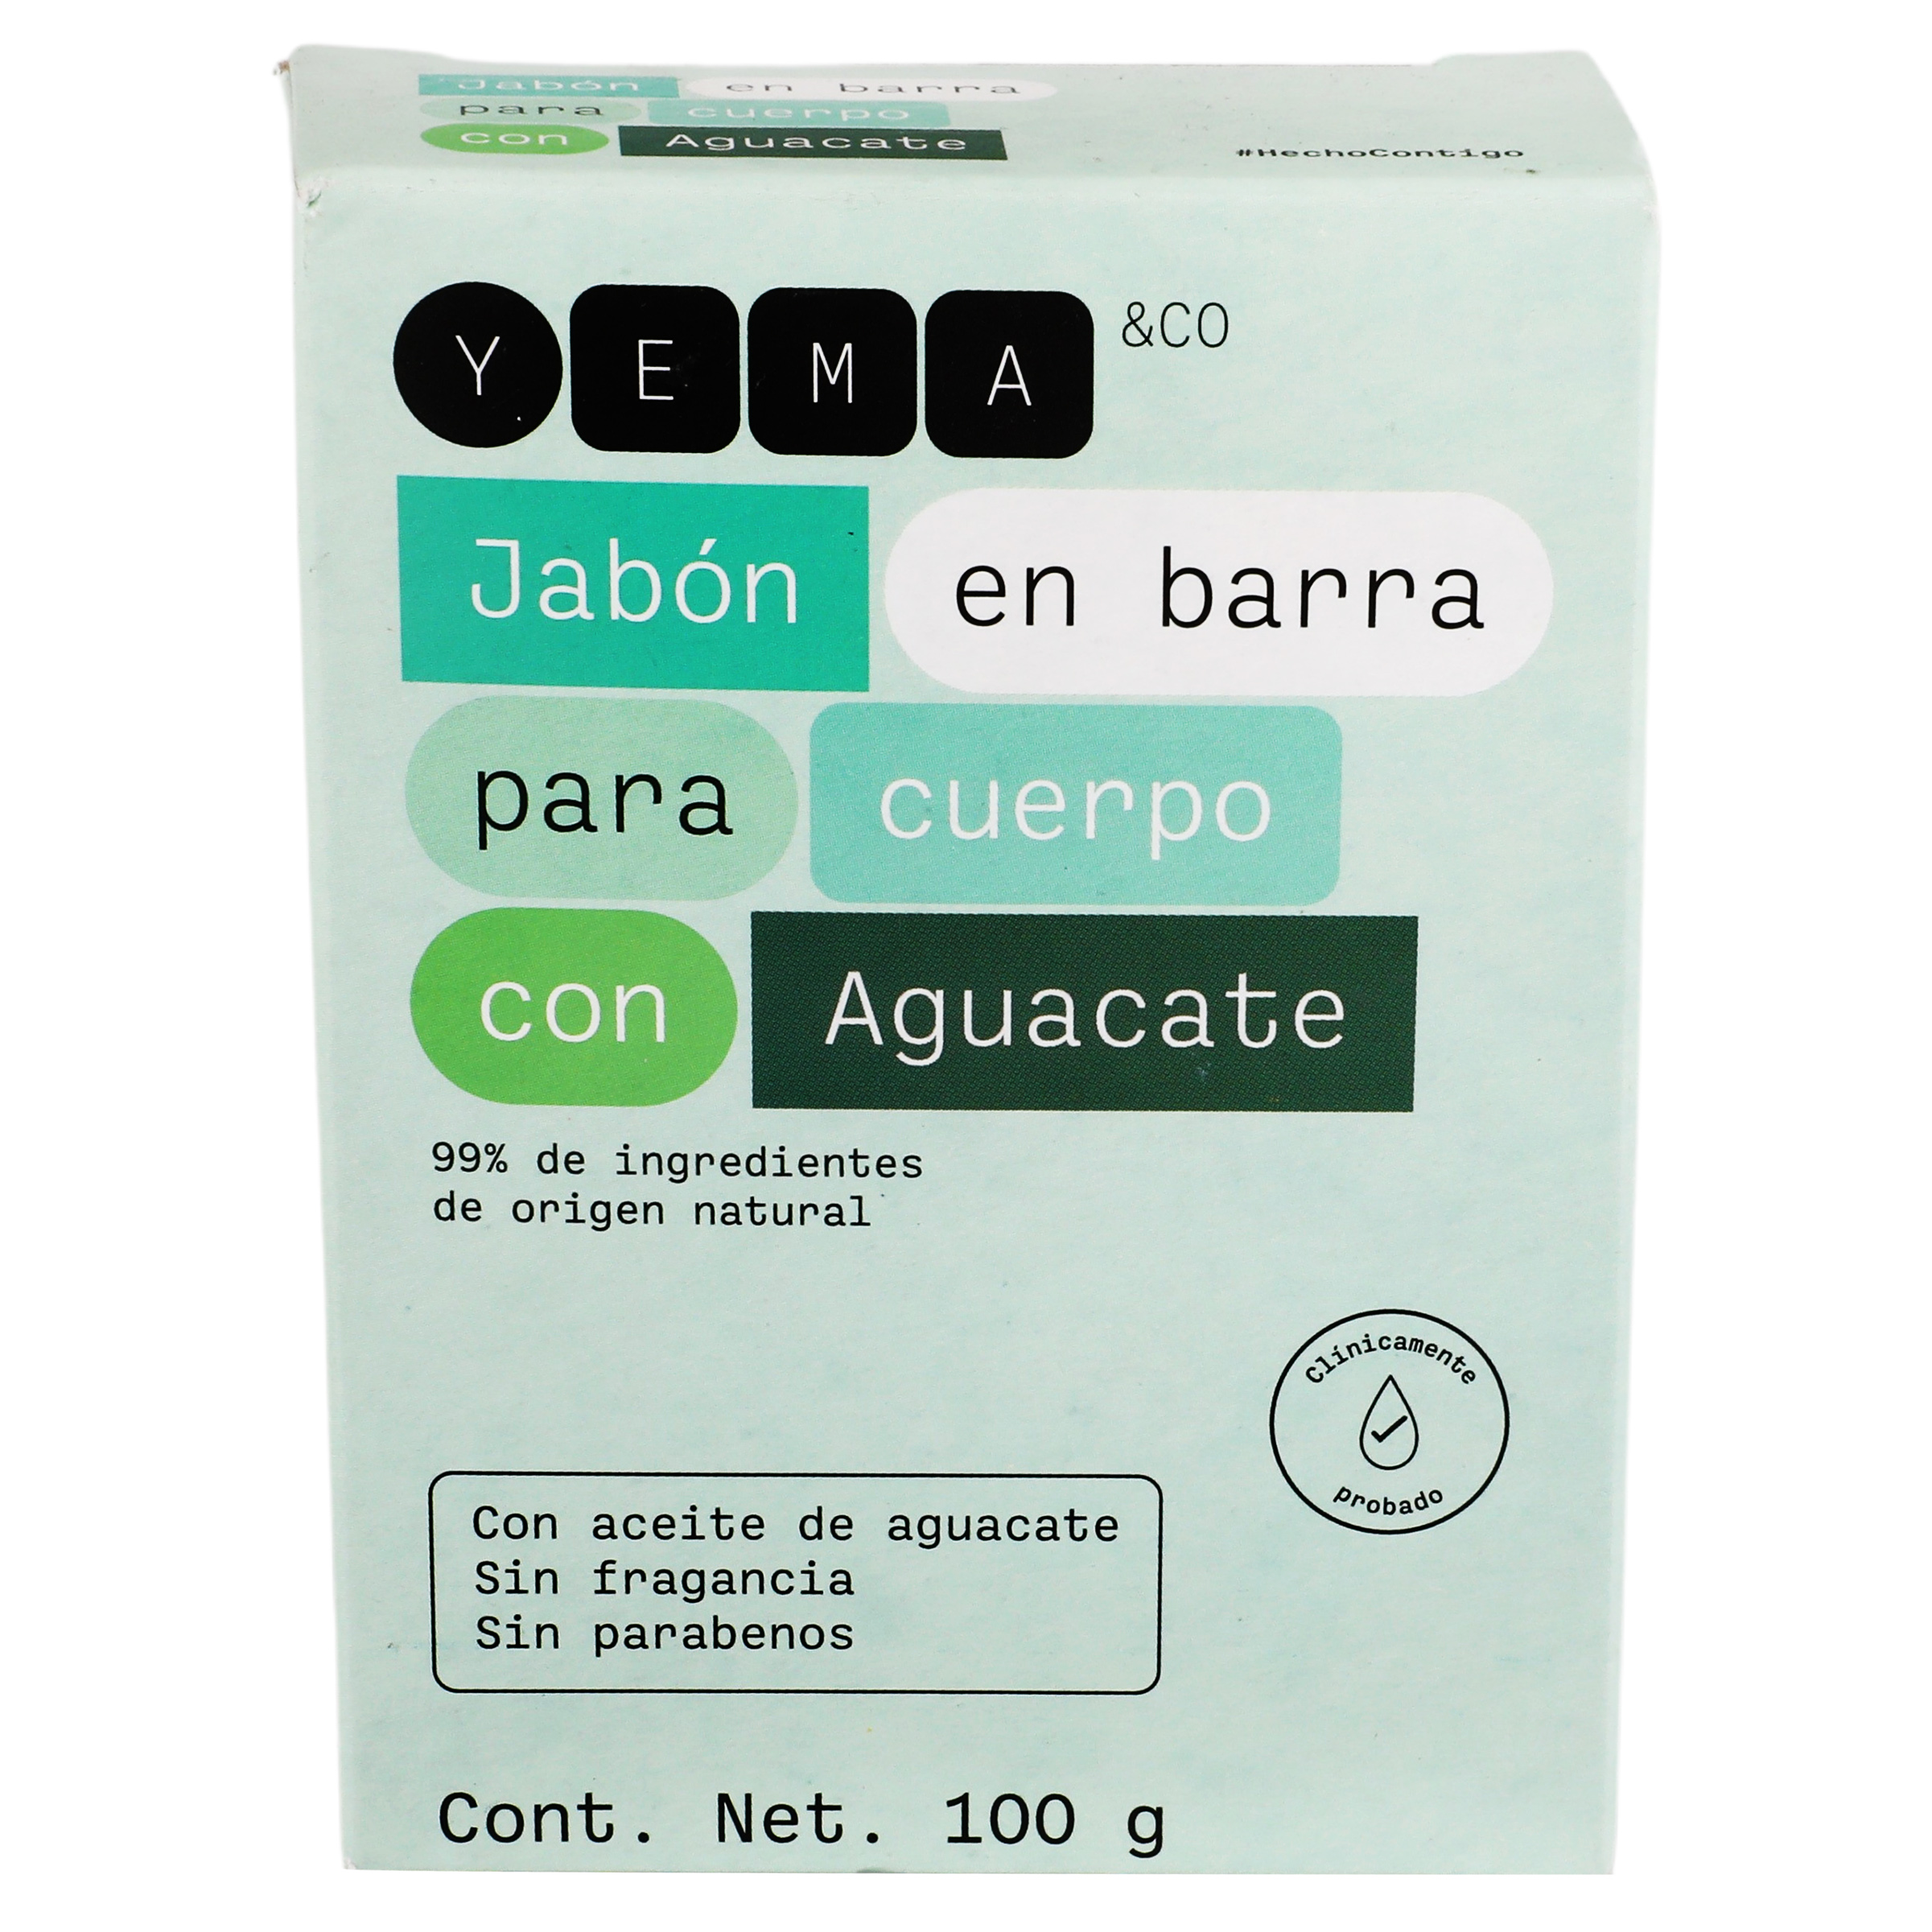 Jabón en barra
para cuerpo
con Aguacate
#HechoContigo
YEMA &CO
Jabón en barra
para cuerpo
con Aguacate
99% de ingredientes
de origen natural
Clínicamente
probado
Con aceite de aguacate
Sin fragancia
Sin parabenos
Cont. Net. 100 g